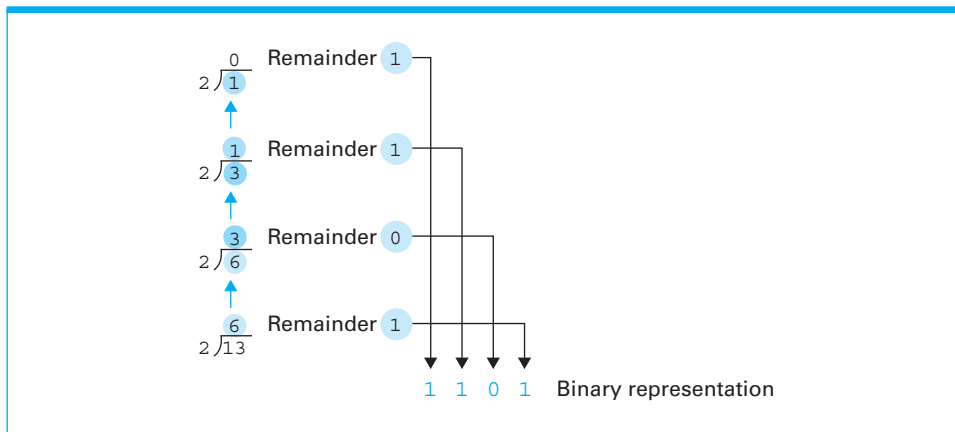 0 Remainder 1
2 1
1 Remainder 1
2 3
3 Remainder 0
2 6
6 Remainder 1
2 13
1 1 0 1 Binary representation